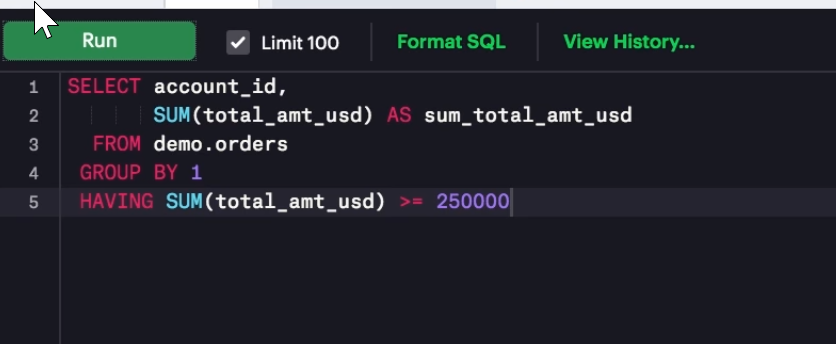 Run Limit 100 Format SQL View History...
1 SELECT account_id,
2 SUM(total_amt_usd) AS sum_total_amt_usd
3 FROM demo.orders
4 GROUP BY 1
5 HAVING SUM(total_amt_usd) >= 250000